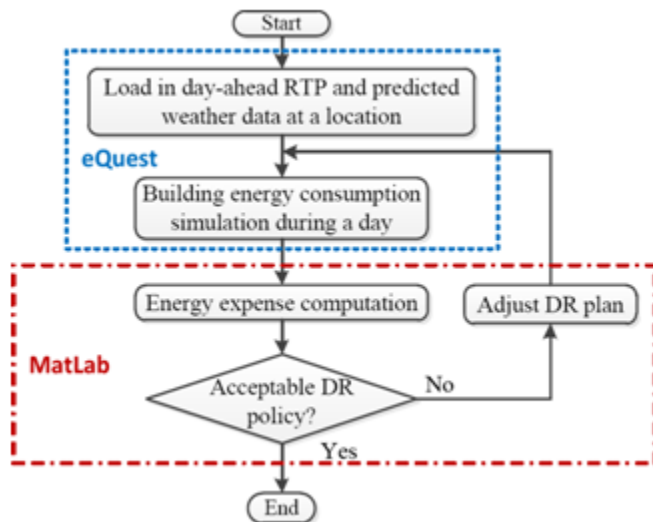 Start
Load in day-ahead RTP and predicted
weather data at a location
eQuest
Building energy consumption
simulation during a day
Energy expense computation
Adjust DR plan
MatLab
Acceptable DR
policy?
No
Yes
End